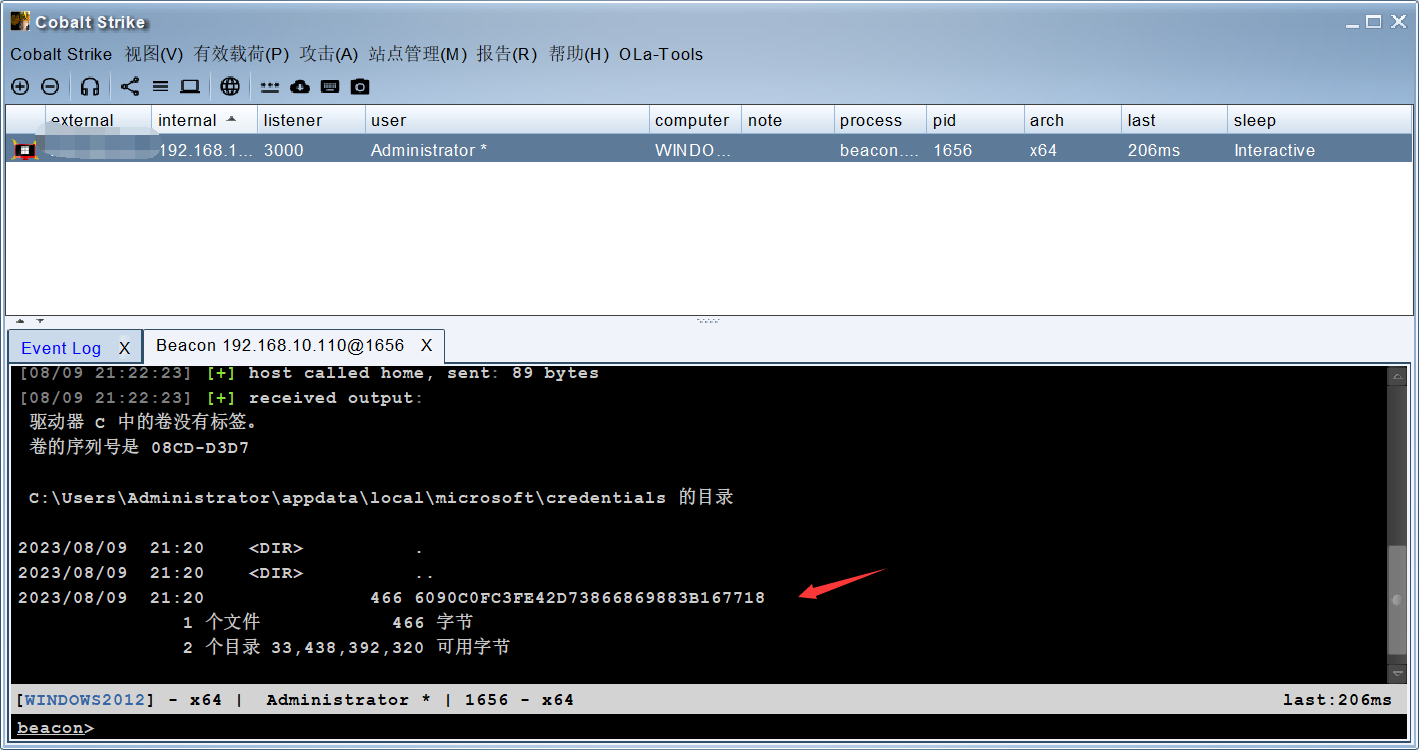 Cobalt Strike
Cobalt Strike 视图(V) 有效载荷(P) 攻击(A) 站点管理(M) 报告(R) 帮助(H) OLa-Tools
external internal listener user computer note process pid arch last sleep
192.168.1... 3000 Administrator * WINDO... beacon.... 1656 x64 206ms Interactive
Event Log X Beacon 192.168.10.110@1656 X
[08/09 21:22:23] [+] host called home, sent: 89 bytes
[08/09 21:22:23] [+] received output:
驱动器 C 中的卷没有标签。
卷的序列号是 08CD-D3D7
C:\Users\Administrator\appdata\local\microsoft\credentials 的目录
2023/08/09 21:20 <DIR> .
2023/08/09 21:20 <DIR> ..
2023/08/09 21:20 466 6090C0FC3FE42D73866869883B167718
1 个文件 466 字节
2 个目录 33,438,392,320 可用字节
[WINDOWS2012] - x64 | Administrator * | 1656 - x64 last:206ms
beacon>